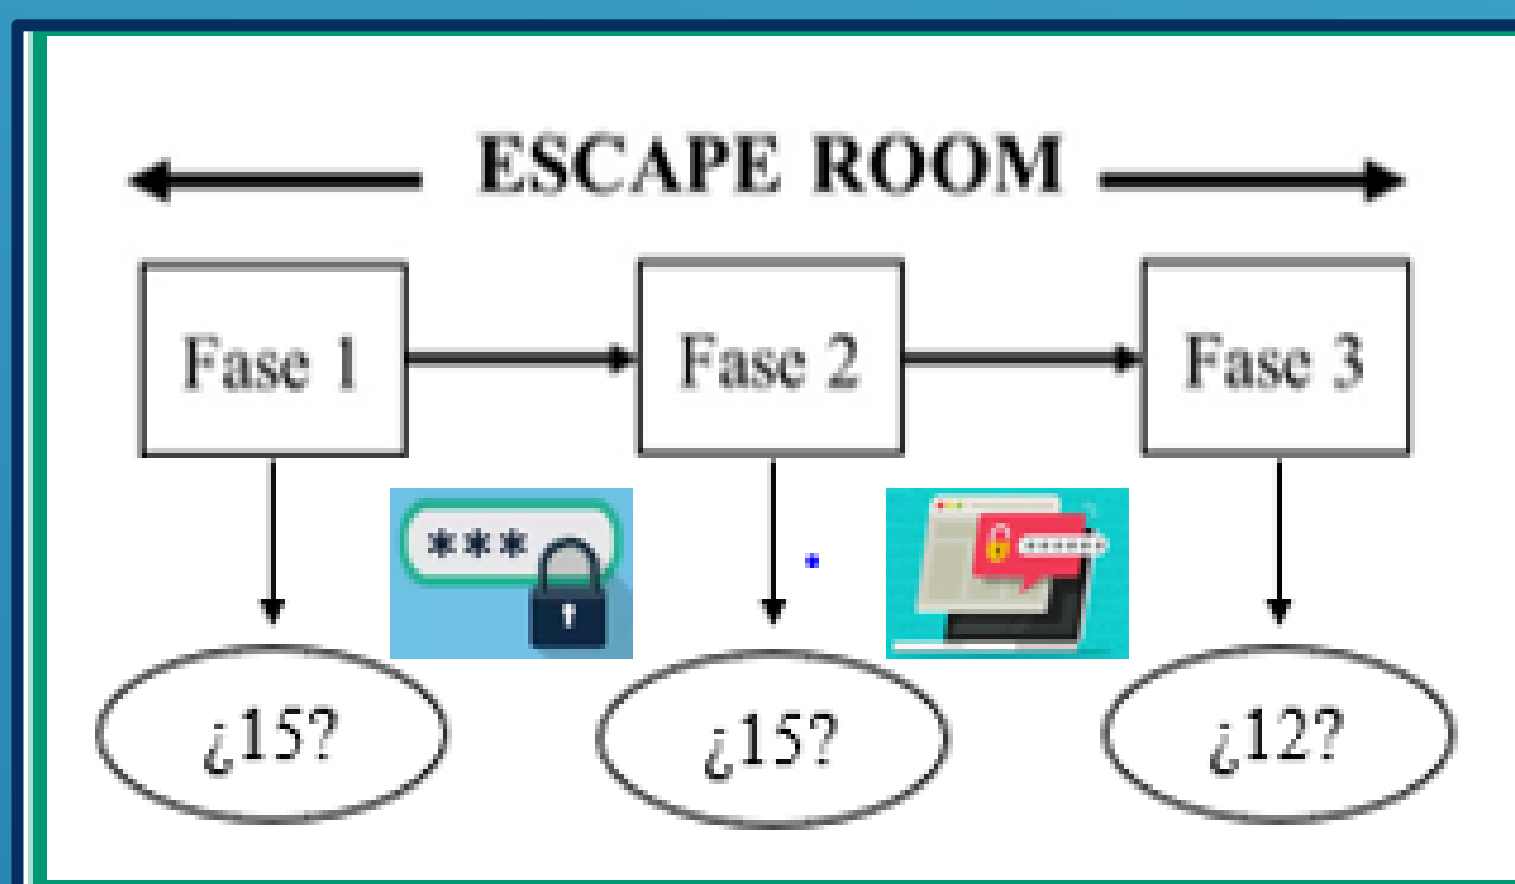 ESCAPE ROOM
Fase 1
Fase 2
Fase 3
***
******
¿15?
¿15?
¿12?